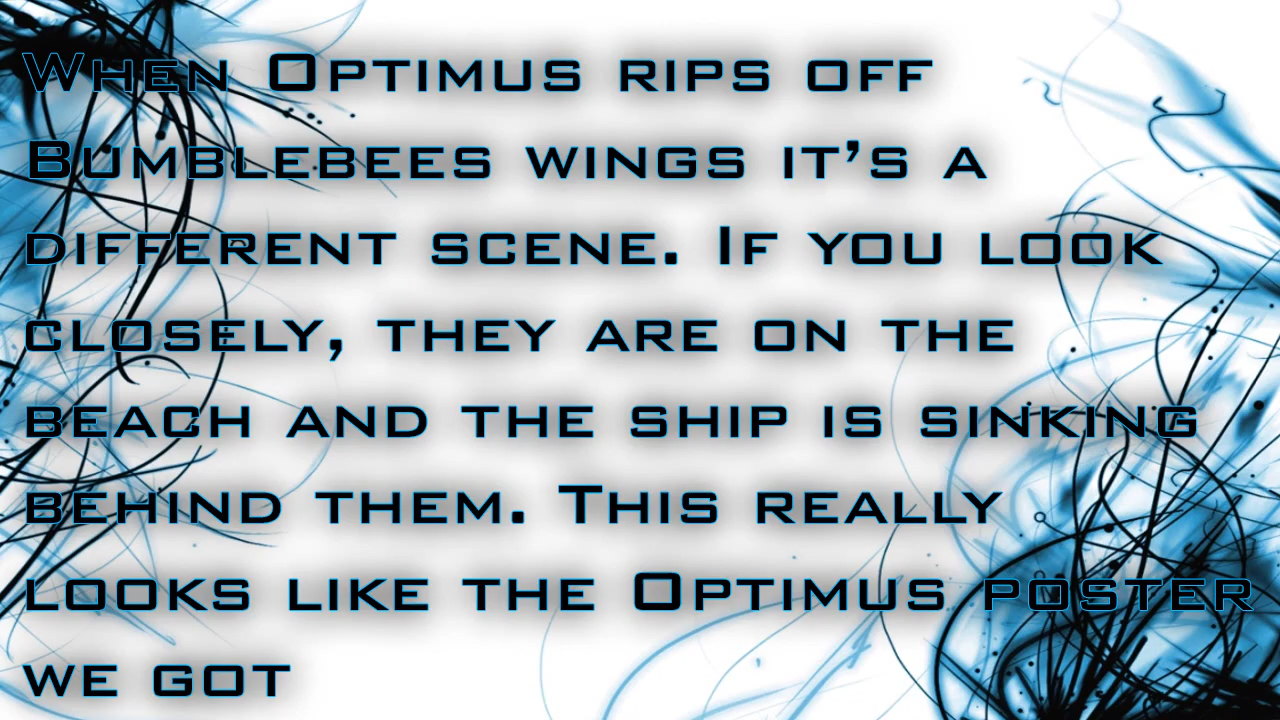 When Optimus rips off
Bumblebees wings it’s a
different scene. If you look
closely, they are on the
beach and the ship is sinking
behind them. This really
looks like the Optimus poster
we got